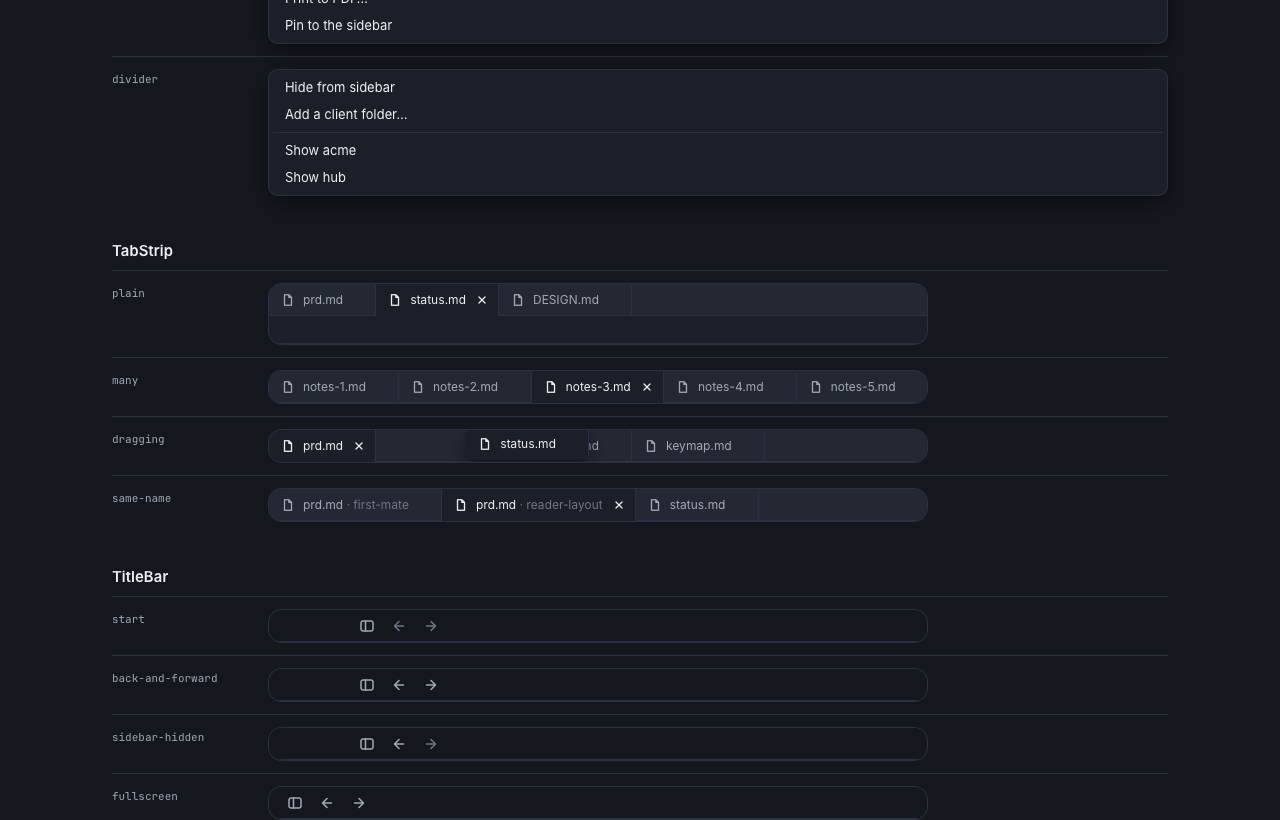 Pin to the sidebar
divider
Hide from sidebar
Add a client folder...
Show acme
Show hub
TabStrip
plain
prd.md status.md DESIGN.md
many
notes-1.md notes-2.md notes-3.md notes-4.md notes-5.md
dragging
prd.md status.md keymap.md
same-name
prd.md · first-mate prd.md · reader-layout status.md
TitleBar
start
back-and-forward
sidebar-hidden
fullscreen